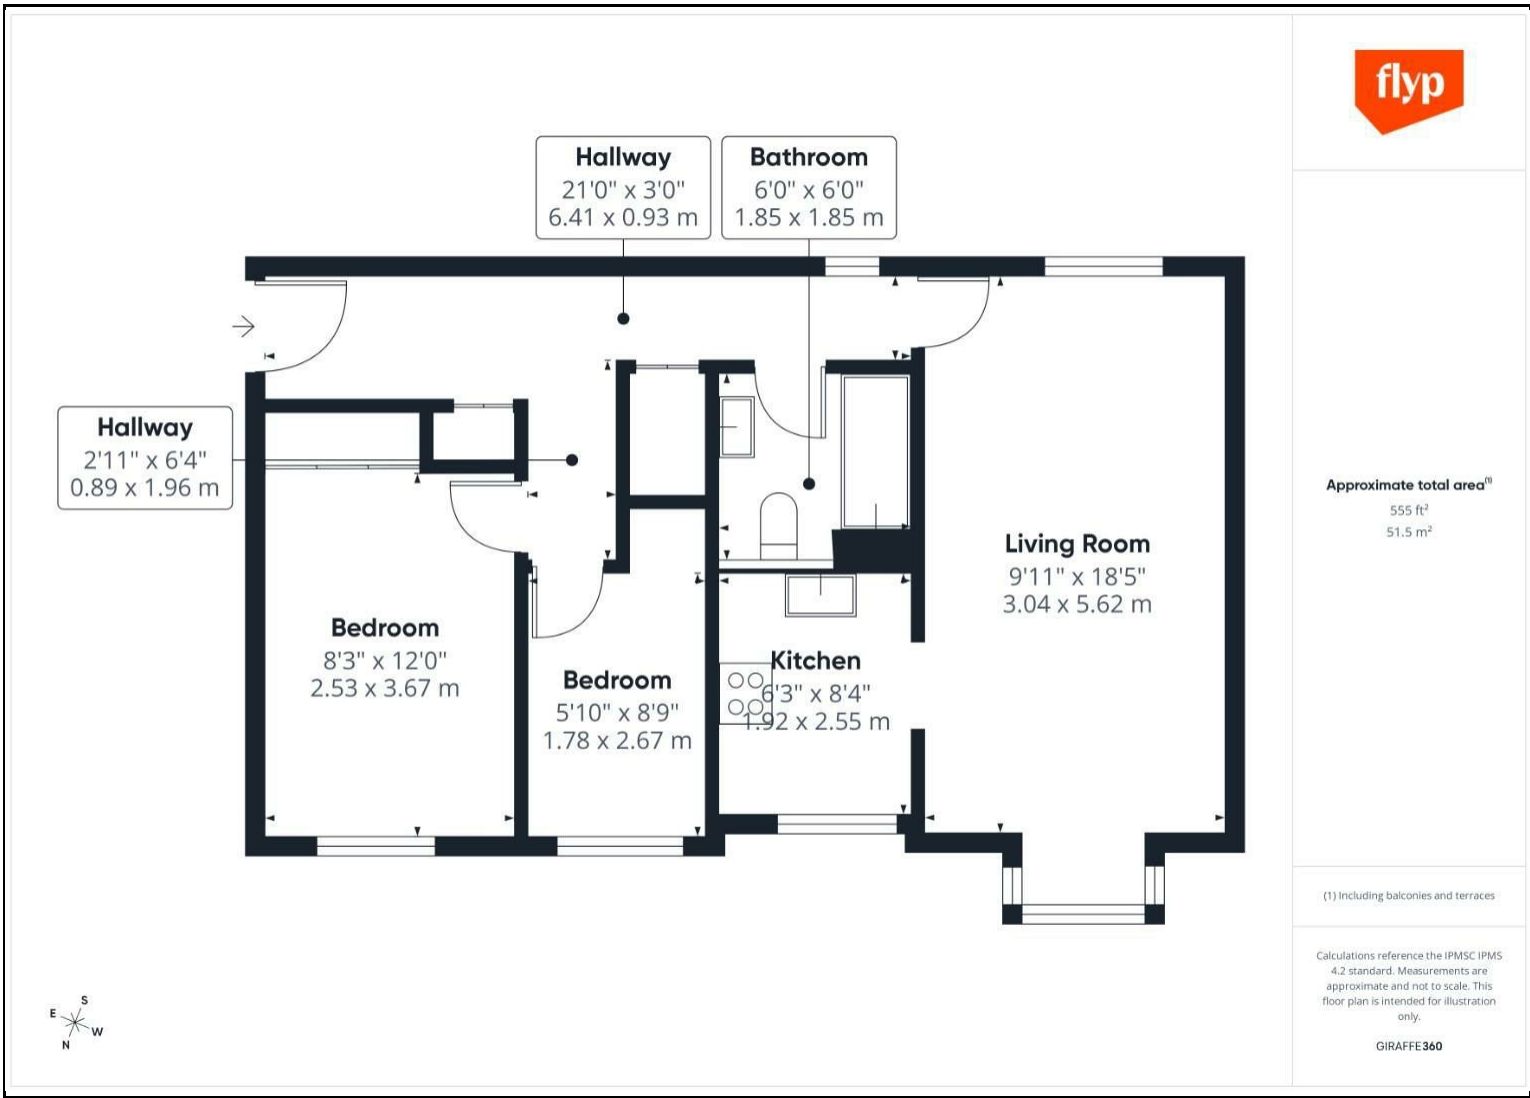 flyp
Hallway
21'0" x 3'0"
6.41 x 0.93 m
Bathroom
6'0" x 6'0"
1.85 x 1.85 m
Hallway
2'11" x 6'4"
0.89 x 1.96 m
Living Room
9'11" x 18'5"
3.04 x 5.62 m
Bedroom
8'3" x 12'0"
2.53 x 3.67 m
Bedroom
5'10" x 8'9"
1.78 x 2.67 m
Kitchen
6'3" x 8'4"
1.92 x 2.55 m
S
E
W
N
Approximate total area(1)
555 ft²
51.5 m²
(1) Including balconies and terraces
Calculations reference the IPMSC IPMS
4.2 standard. Measurements are
approximate and not to scale. This
floor plan is intended for illustration
only.
GIRAFFE360